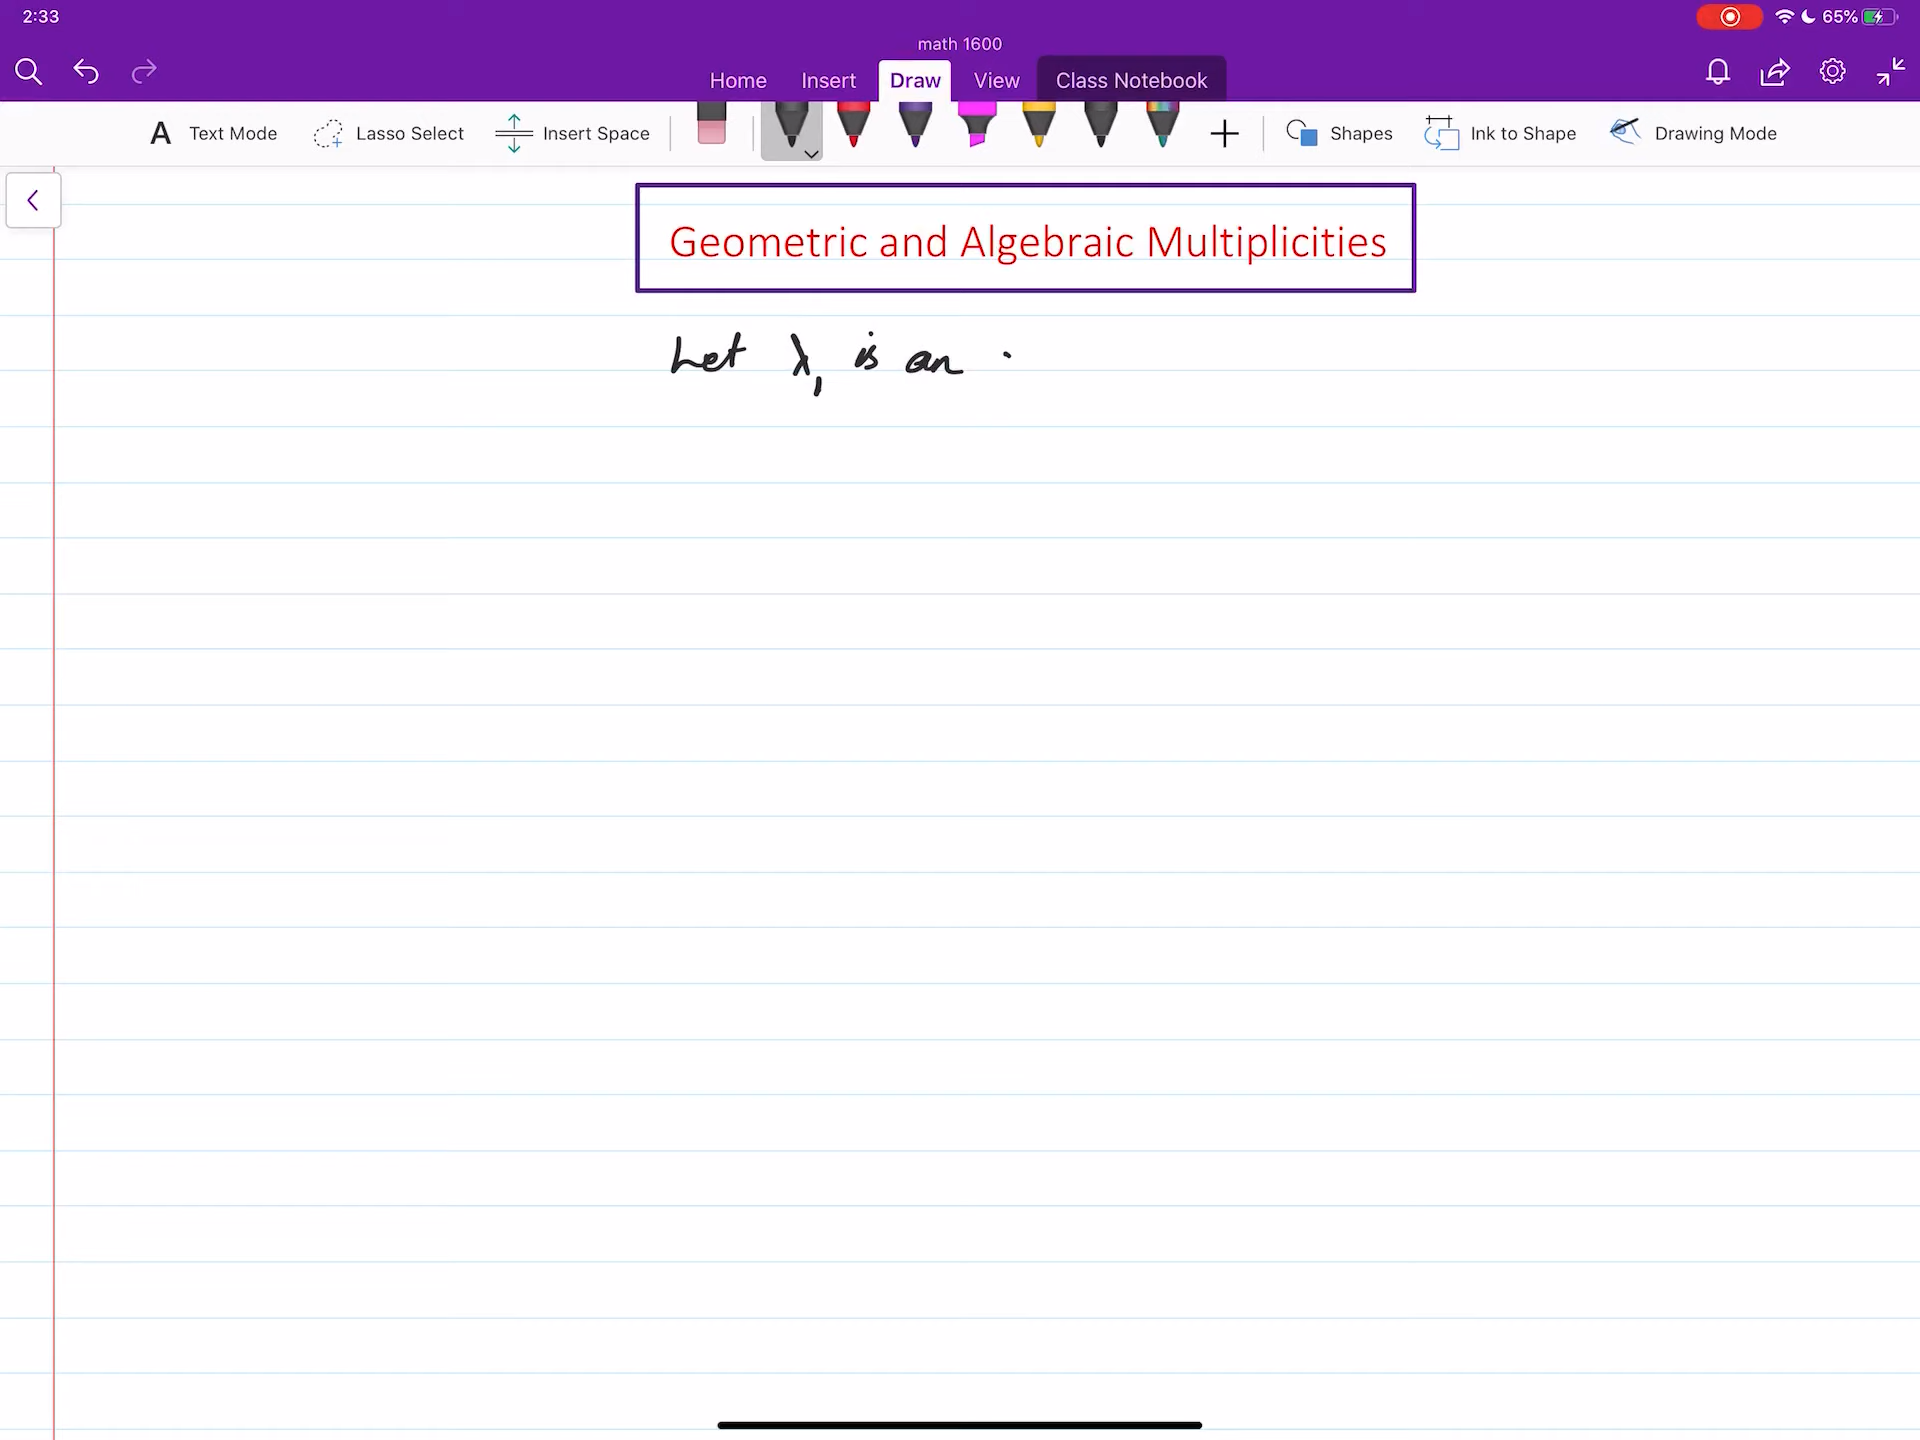 2:33
65%
math 1600
Home Insert Draw View Class Notebook
A Text Mode Lasso Select Insert Space Shapes Ink to Shape Drawing Mode
Geometric and Algebraic Multiplicities
Let λ₁ is an